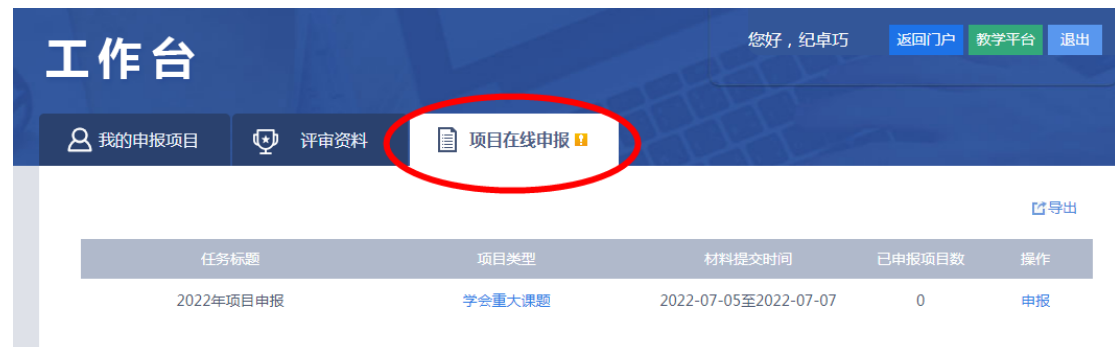 工作台
您好，纪卓巧 返回门户 教学平台 退出
我的申报项目 评审资料 项目在线申报
导出
任务标题 项目类型 材料提交时间 已申报项目数 操作
2022年项目申报 学会重大课题 2022-07-05至2022-07-07 0 申报